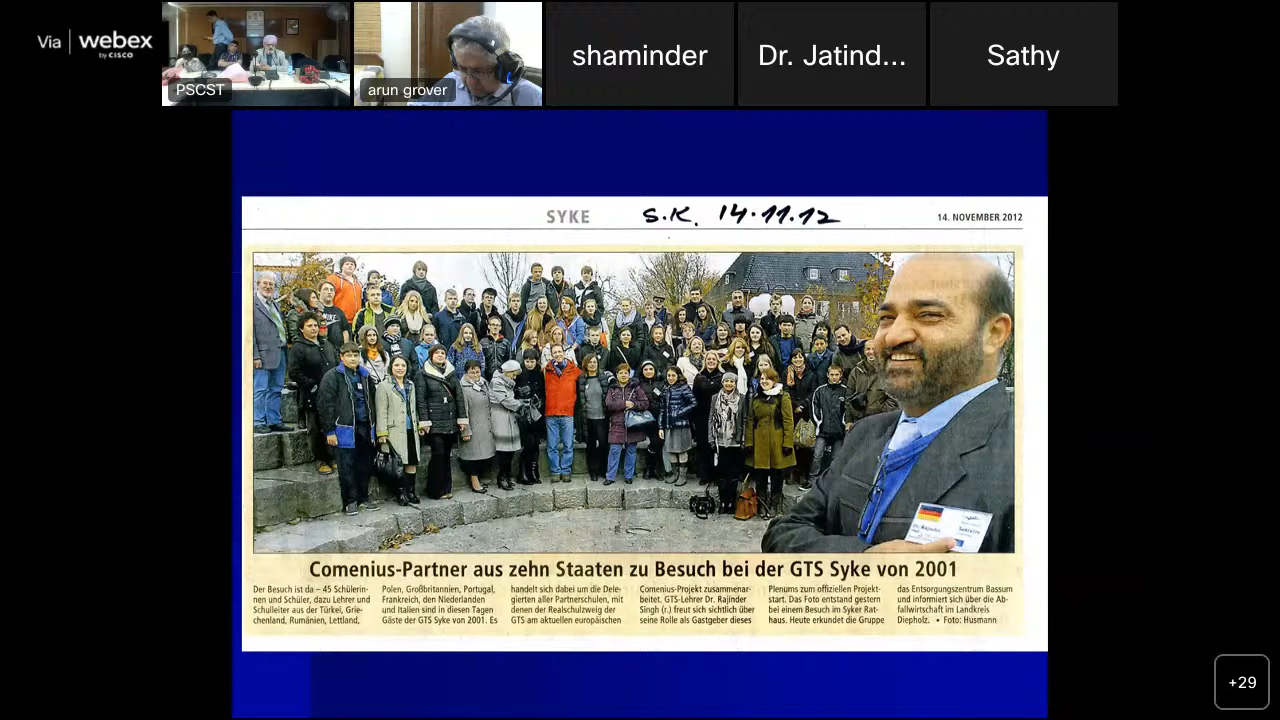 Via webex
by CISCO
PSCST
arun grover
shaminder
Dr. Jatind...
Sathy
SYKE
S.K. 14.11.12
14. NOVEMBER 2012
Comenius-Partner aus zehn Staaten zu Besuch bei der GTS Syke von 2001
Der Besuch ist da – 45 Schülerin-
nen und Schüler, dazu Lehrer und
Schulleiter aus der Türkei, Grie-
chenland, Rumänien, Lettland,
Polen, Großbritannien, Portugal,
Frankreich, den Niederlanden
und Italien sind in diesen Tagen
Gäste der GTS Syke von 2001. Es
handelt sich dabei um die Dele-
gierten aller Partnerschulen, mit
denen der Realschulzweig der
GTS am aktuellen europäischen
Comenius-Projekt zusammenar-
beitet. GTS-Lehrer Dr. Rajinder
Singh (r.) freut sich sichtlich über
seine Rolle als Gastgeber dieses
Plenums zum offiziellen Projekt-
start. Das Foto entstand gestern
bei einem Besuch im Syker Rat-
haus. Heute erkundet die Gruppe
das Entsorgungszentrum Bassum
und informiert sich über die Ab-
fallwirtschaft im Landkreis
Diepholz. • Foto: Husmann
+29